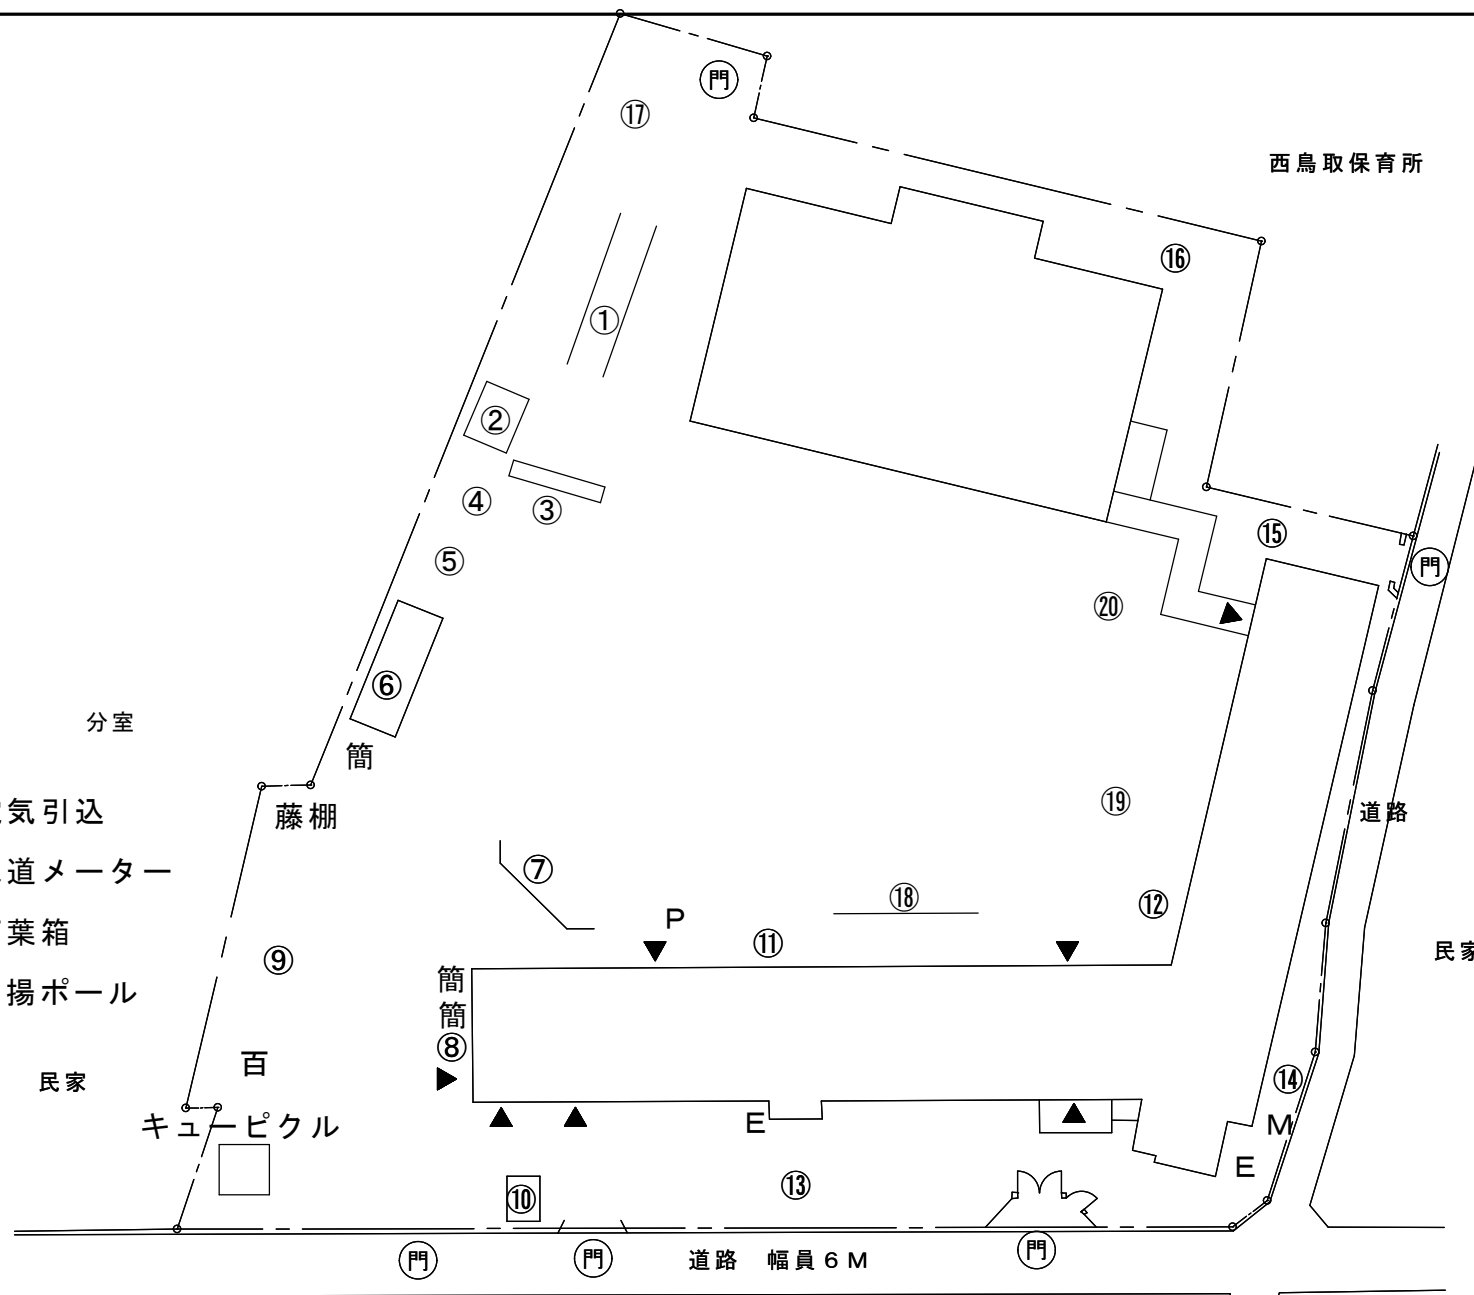 門
⑰
西鳥取保育所
⑯
①
②
③
④
⑤
⑮
門
⑳
⑥
分室
簡
気引込
藤棚
⑲
道路
道メーター
⑦
⑱
⑫
葉箱
P
⑪
民家
⑨
揚ポール
簡
簡
⑧
百
民家
⑭
キュービクル
E
M
E
⑩
⑬
門
門
道路 幅員6M
門